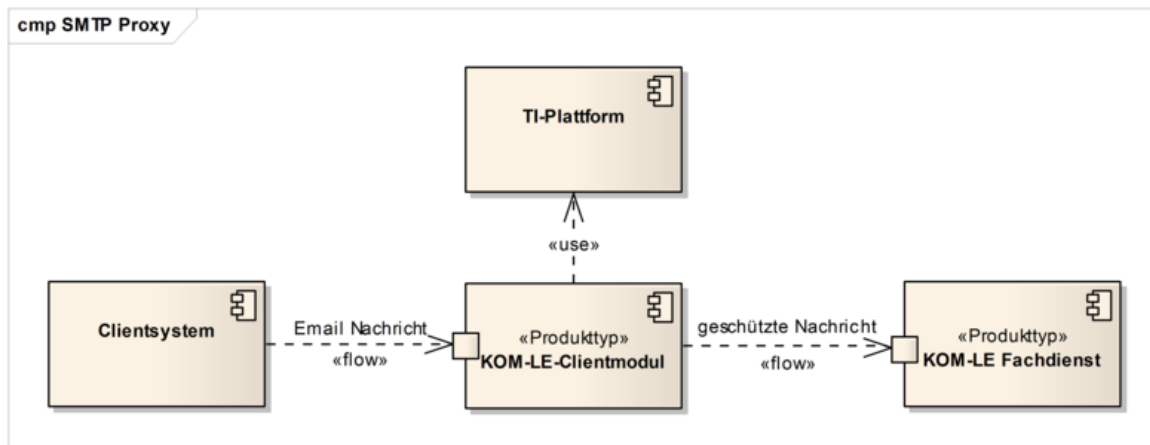 cmp SMTP Proxy
TI-Plattform
«use»
Clientsystem
Email Nachricht
«flow»
«Produkttyp»
KOM-LE-Clientmodul
geschützte Nachricht
«flow»
«Produkttyp»
KOM-LE Fachdienst